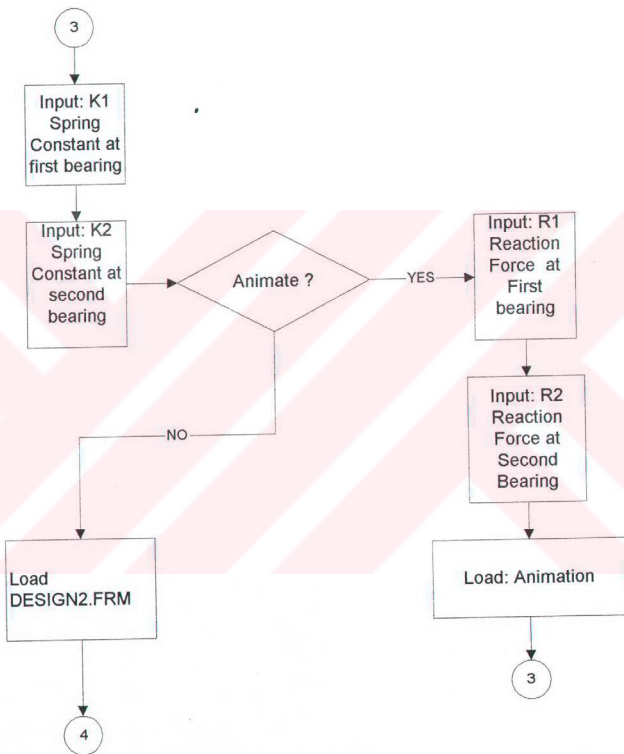 3
Input: K1
Spring
Constant at
first bearing
Input: K2
Spring
Constant at
second
bearing
Animate ?
YES
Input: R1
Reaction
Force at
First
bearing
Input: R2
Reaction
Force at
Second
Bearing
Load: Animation
3
NO
Load
DESIGN2.FRM
4